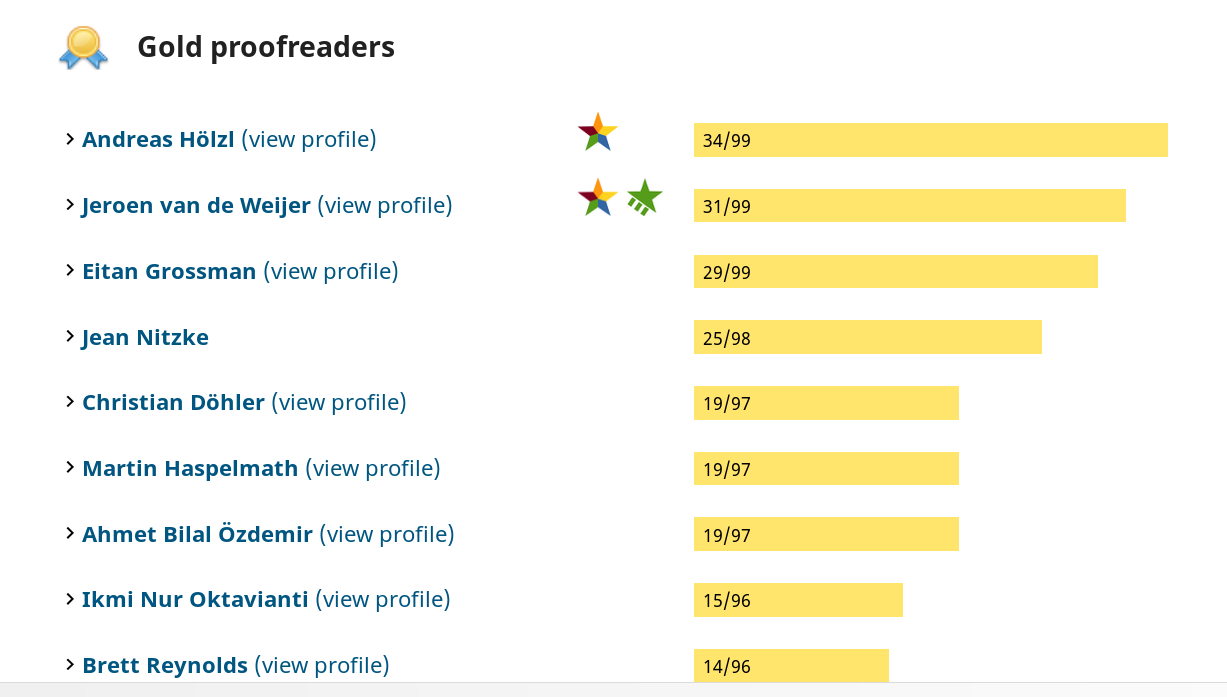 Gold proofreaders
Andreas Hölzl (view profile) 34/99
Jeroen van de Weijer (view profile) 31/99
Eitan Grossman (view profile) 29/99
Jean Nitzke 25/98
Christian Döhler (view profile) 19/97
Martin Haspelmath (view profile) 19/97
Ahmet Bilal Özdemir (view profile) 19/97
Ikmi Nur Oktavianti (view profile) 15/96
Brett Reynolds (view profile) 14/96